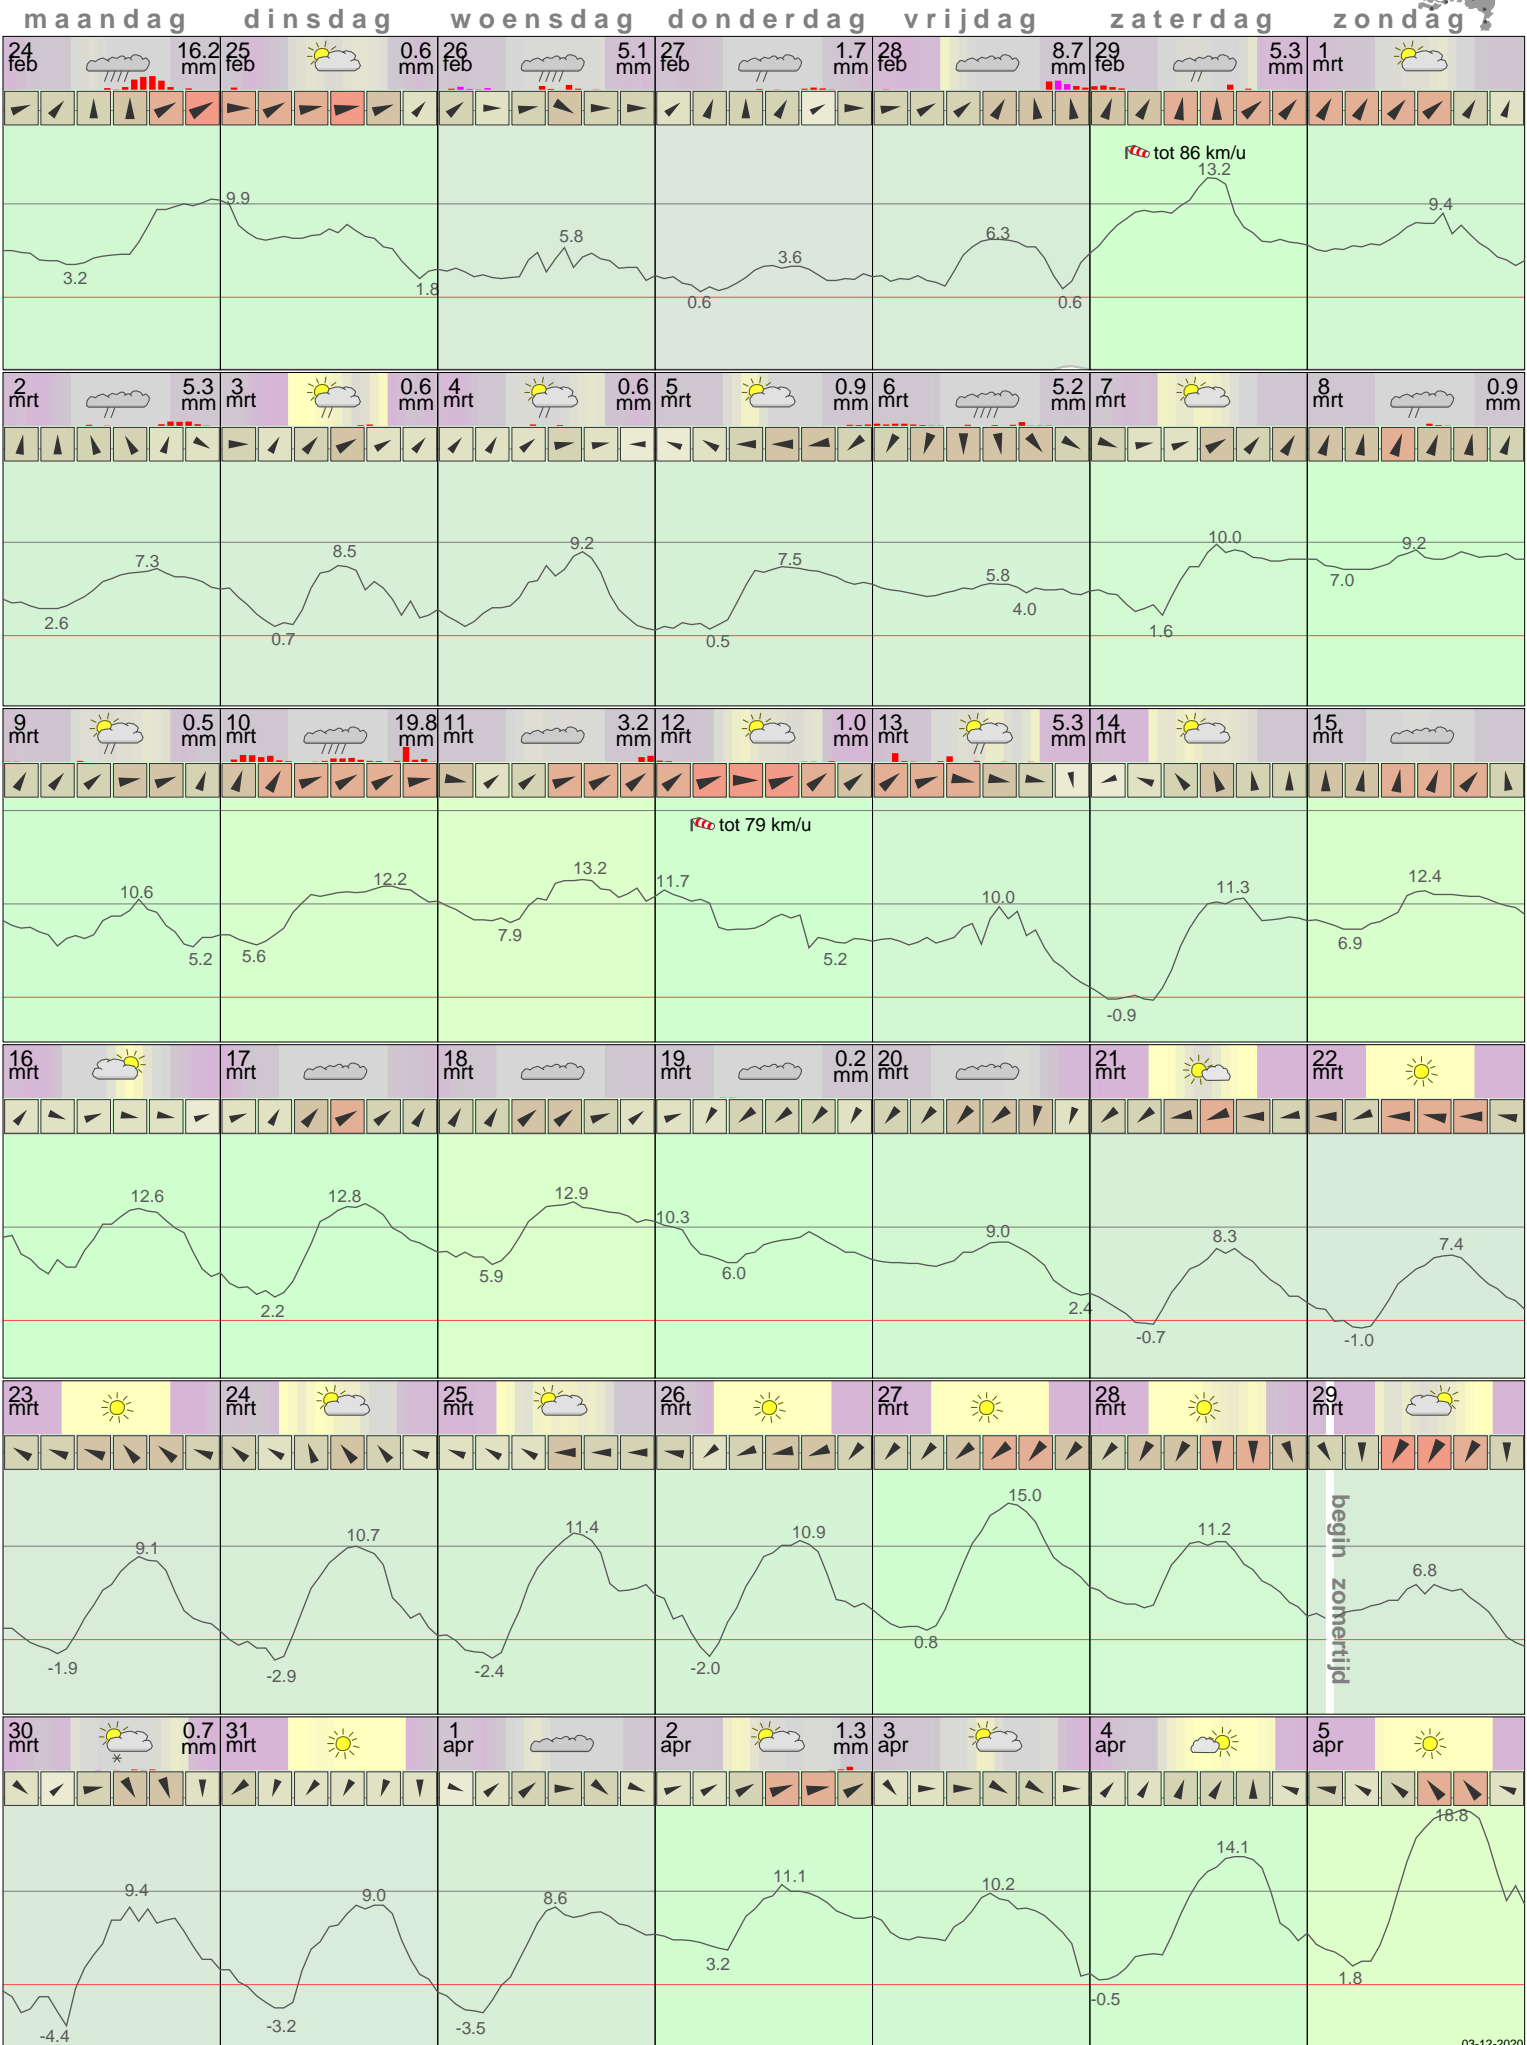 maandag dinsdag woensdag donderdag vrijdag zaterdag zondag
24 feb 16.2 mm 25 feb 0.6 mm 26 feb 5.1 mm 27 feb 1.7 mm 28 feb 8.7 mm 29 feb 5.3 mm 1 mrt
tot 86 km/u
13.2
9.9 9.4
5.8 6.3
3.6
3.2 1.8
0.6 0.6
2 mrt 5.3 mm 3 mrt 0.6 mm 4 mrt 0.6 mm 5 mrt 0.9 mm 6 mrt 5.2 mm 7 mrt 8 mrt 0.9 mm
7.3 8.5 9.2 7.5 5.8 10.0 9.2
7.0
2.6 0.7 0.5 4.0 1.6
9 mrt 0.5 mm 10 mrt 19.8 mm 11 mrt 3.2 mm 12 mrt 1.0 mm 13 mrt 5.3 mm 14 mrt 15 mrt
tot 79 km/u
10.6 12.2 13.2 11.7 10.0 11.3 12.4
5.2 5.6 7.9 5.2 -0.9 6.9
16 mrt 17 mrt 18 mrt 19 mrt 0.2 mm 20 mrt 21 mrt 22 mrt
12.6 12.8 12.9 10.3 9.0 8.3 7.4
2.2 5.9 6.0 2.4 -0.7 -1.0
23 mrt 24 mrt 25 mrt 26 mrt 27 mrt 28 mrt 29 mrt
begin zomertijd
9.1 10.7 11.4 10.9 15.0 11.2 6.8
-1.9 -2.9 -2.4 -2.0 0.8
30 mrt 0.7 mm 31 mrt 1 apr 2 apr 1.3 mm 3 apr 4 apr 5 apr
9.4 9.0 8.6 11.1 10.2 14.1 18.8
-4.4 -3.2 -3.5 3.2 -0.5 1.8
03-12-2020